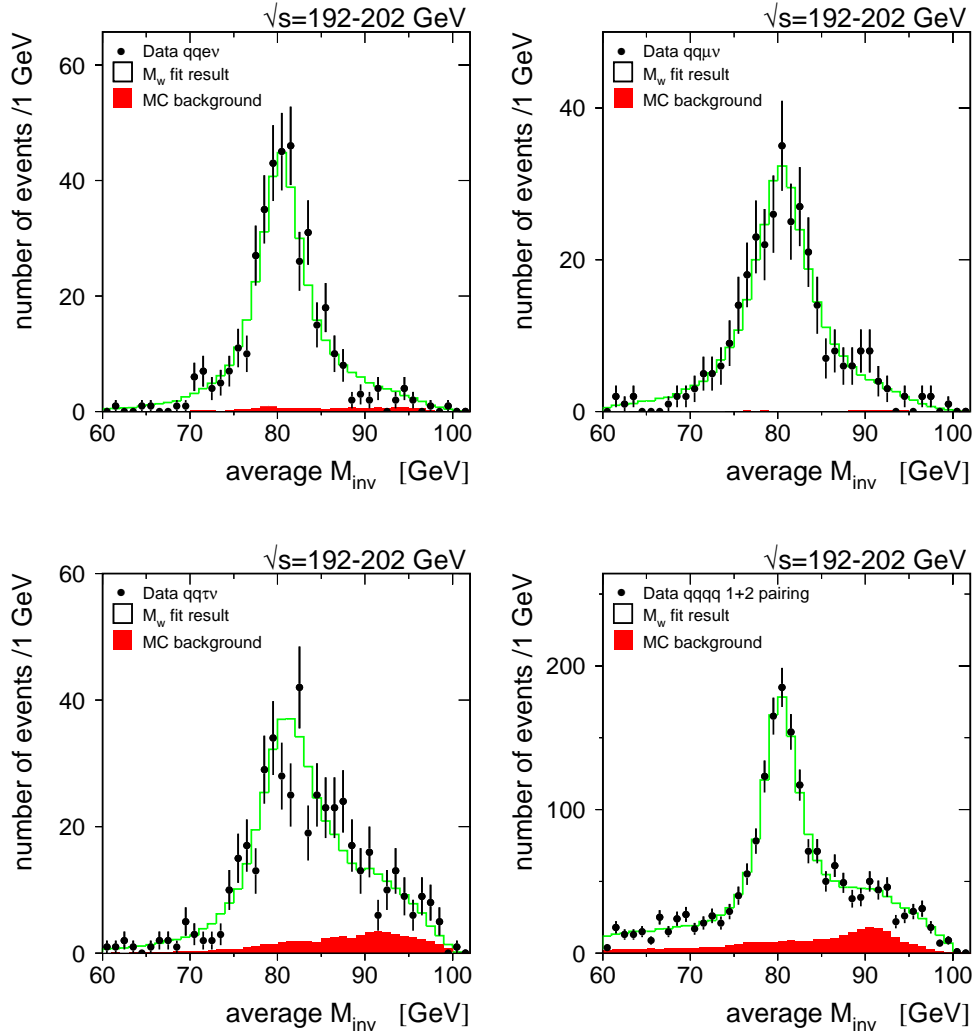 √s=192-202 GeV
number of events /1 GeV
Data qqeν
M_w fit result
MC background
60
40
20
0
60 70 80 90 100
average M_inv [GeV]
√s=192-202 GeV
number of events /1 GeV
Data qqμν
M_w fit result
MC background
40
20
0
60 70 80 90 100
average M_inv [GeV]
√s=192-202 GeV
number of events /1 GeV
Data qqτν
M_w fit result
MC background
60
40
20
0
60 70 80 90 100
average M_inv [GeV]
√s=192-202 GeV
number of events /1 GeV
Data qqqq 1+2 pairing
M_w fit result
MC background
200
100
0
60 70 80 90 100
average M_inv [GeV]